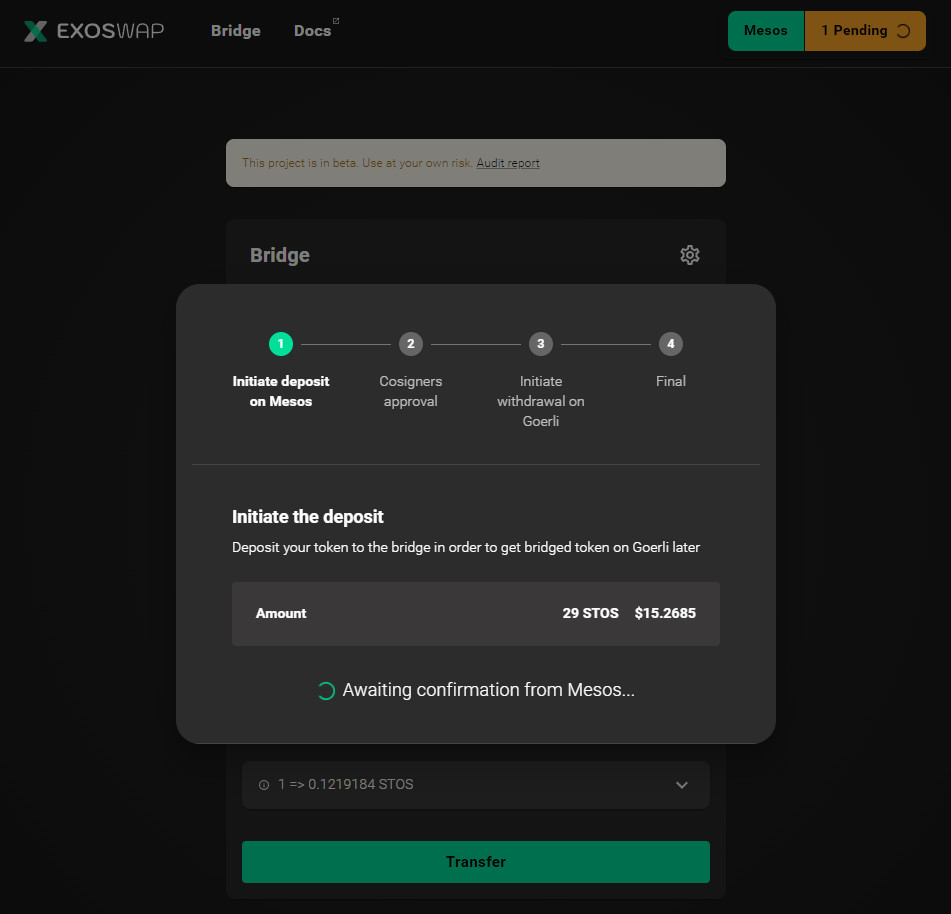 EXOSWAP
Bridge
Docs
Mesos
1 Pending
This project is in beta. Use at your own risk. Audit report
Bridge
1
2
3
4
Initiate deposit
on Mesos
Cosigners
approval
Initiate
withdrawal on
Goerli
Final
Initiate the deposit
Deposit your token to the bridge in order to get bridged token on Goerli later
Amount
29 STOS $15.2685
Awaiting confirmation from Mesos...
1 => 0.1219184 STOS
Transfer